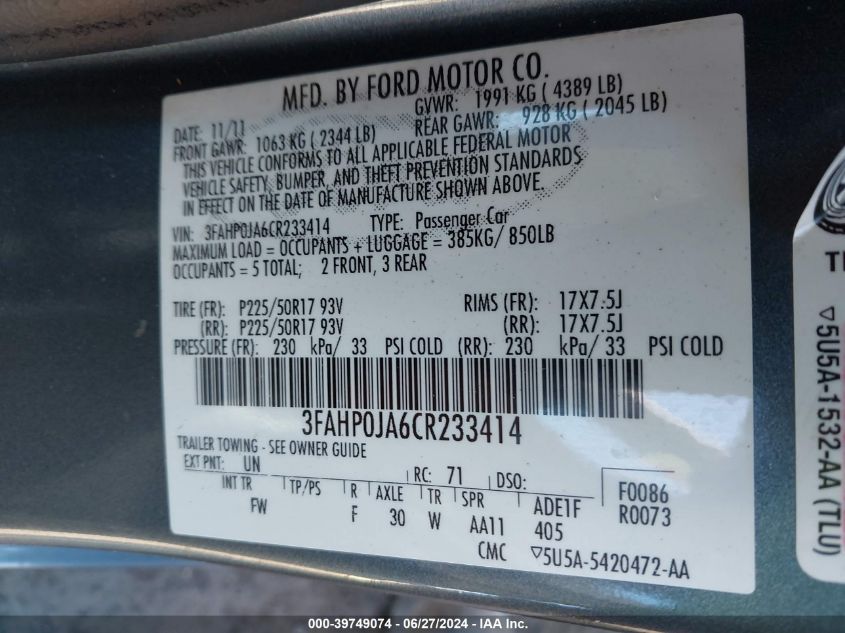 MFD. BY FORD MOTOR CO.
DATE: 11/11 GVWR: 1991 KG ( 4389 LB)
FRONT GAWR: 1063 KG ( 2344 LB) REAR GAWR: 928 KG ( 2045 LB)
THIS VEHICLE CONFORMS TO ALL APPLICABLE FEDERAL MOTOR
VEHICLE SAFETY, BUMPER, AND THEFT PREVENTION STANDARDS
IN EFFECT ON THE DATE OF MANUFACTURE SHOWN ABOVE.
VIN: 3FAHP0JA6CR233414 TYPE: Passenger Car
MAXIMUM LOAD = OCCUPANTS + LUGGAGE = 385KG/ 850LB
OCCUPANTS = 5 TOTAL; 2 FRONT, 3 REAR
TIRE (FR): P225/50R17 93V RIMS (FR): 17X7.5J
(RR): P225/50R17 93V (RR): 17X7.5J
PRESSURE (FR): 230 kPa/ 33 PSI COLD (RR): 230 kPa/ 33 PSI COLD
3FAHP0JA6CR233414
TRAILER TOWING - SEE OWNER GUIDE
EXT PNT: UN RC: 71 DSO: F0086
INT TR TP/PS R AXLE TR SPR ADE1F R0073
FW F 30 W AA11 405
CMC ▽5U5A-5420472-AA
▽5U5A-1532-AA (TLU)
000-39749074 | 06/27/2024 | IAA Inc.